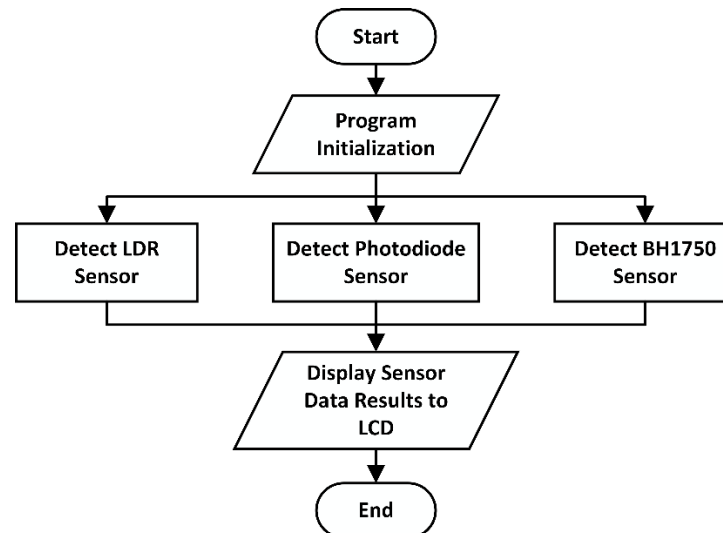 Start
Program
Initialization
Detect LDR
Sensor
Detect Photodiode
Sensor
Detect BH1750
Sensor
Display Sensor
Data Results to
LCD
End